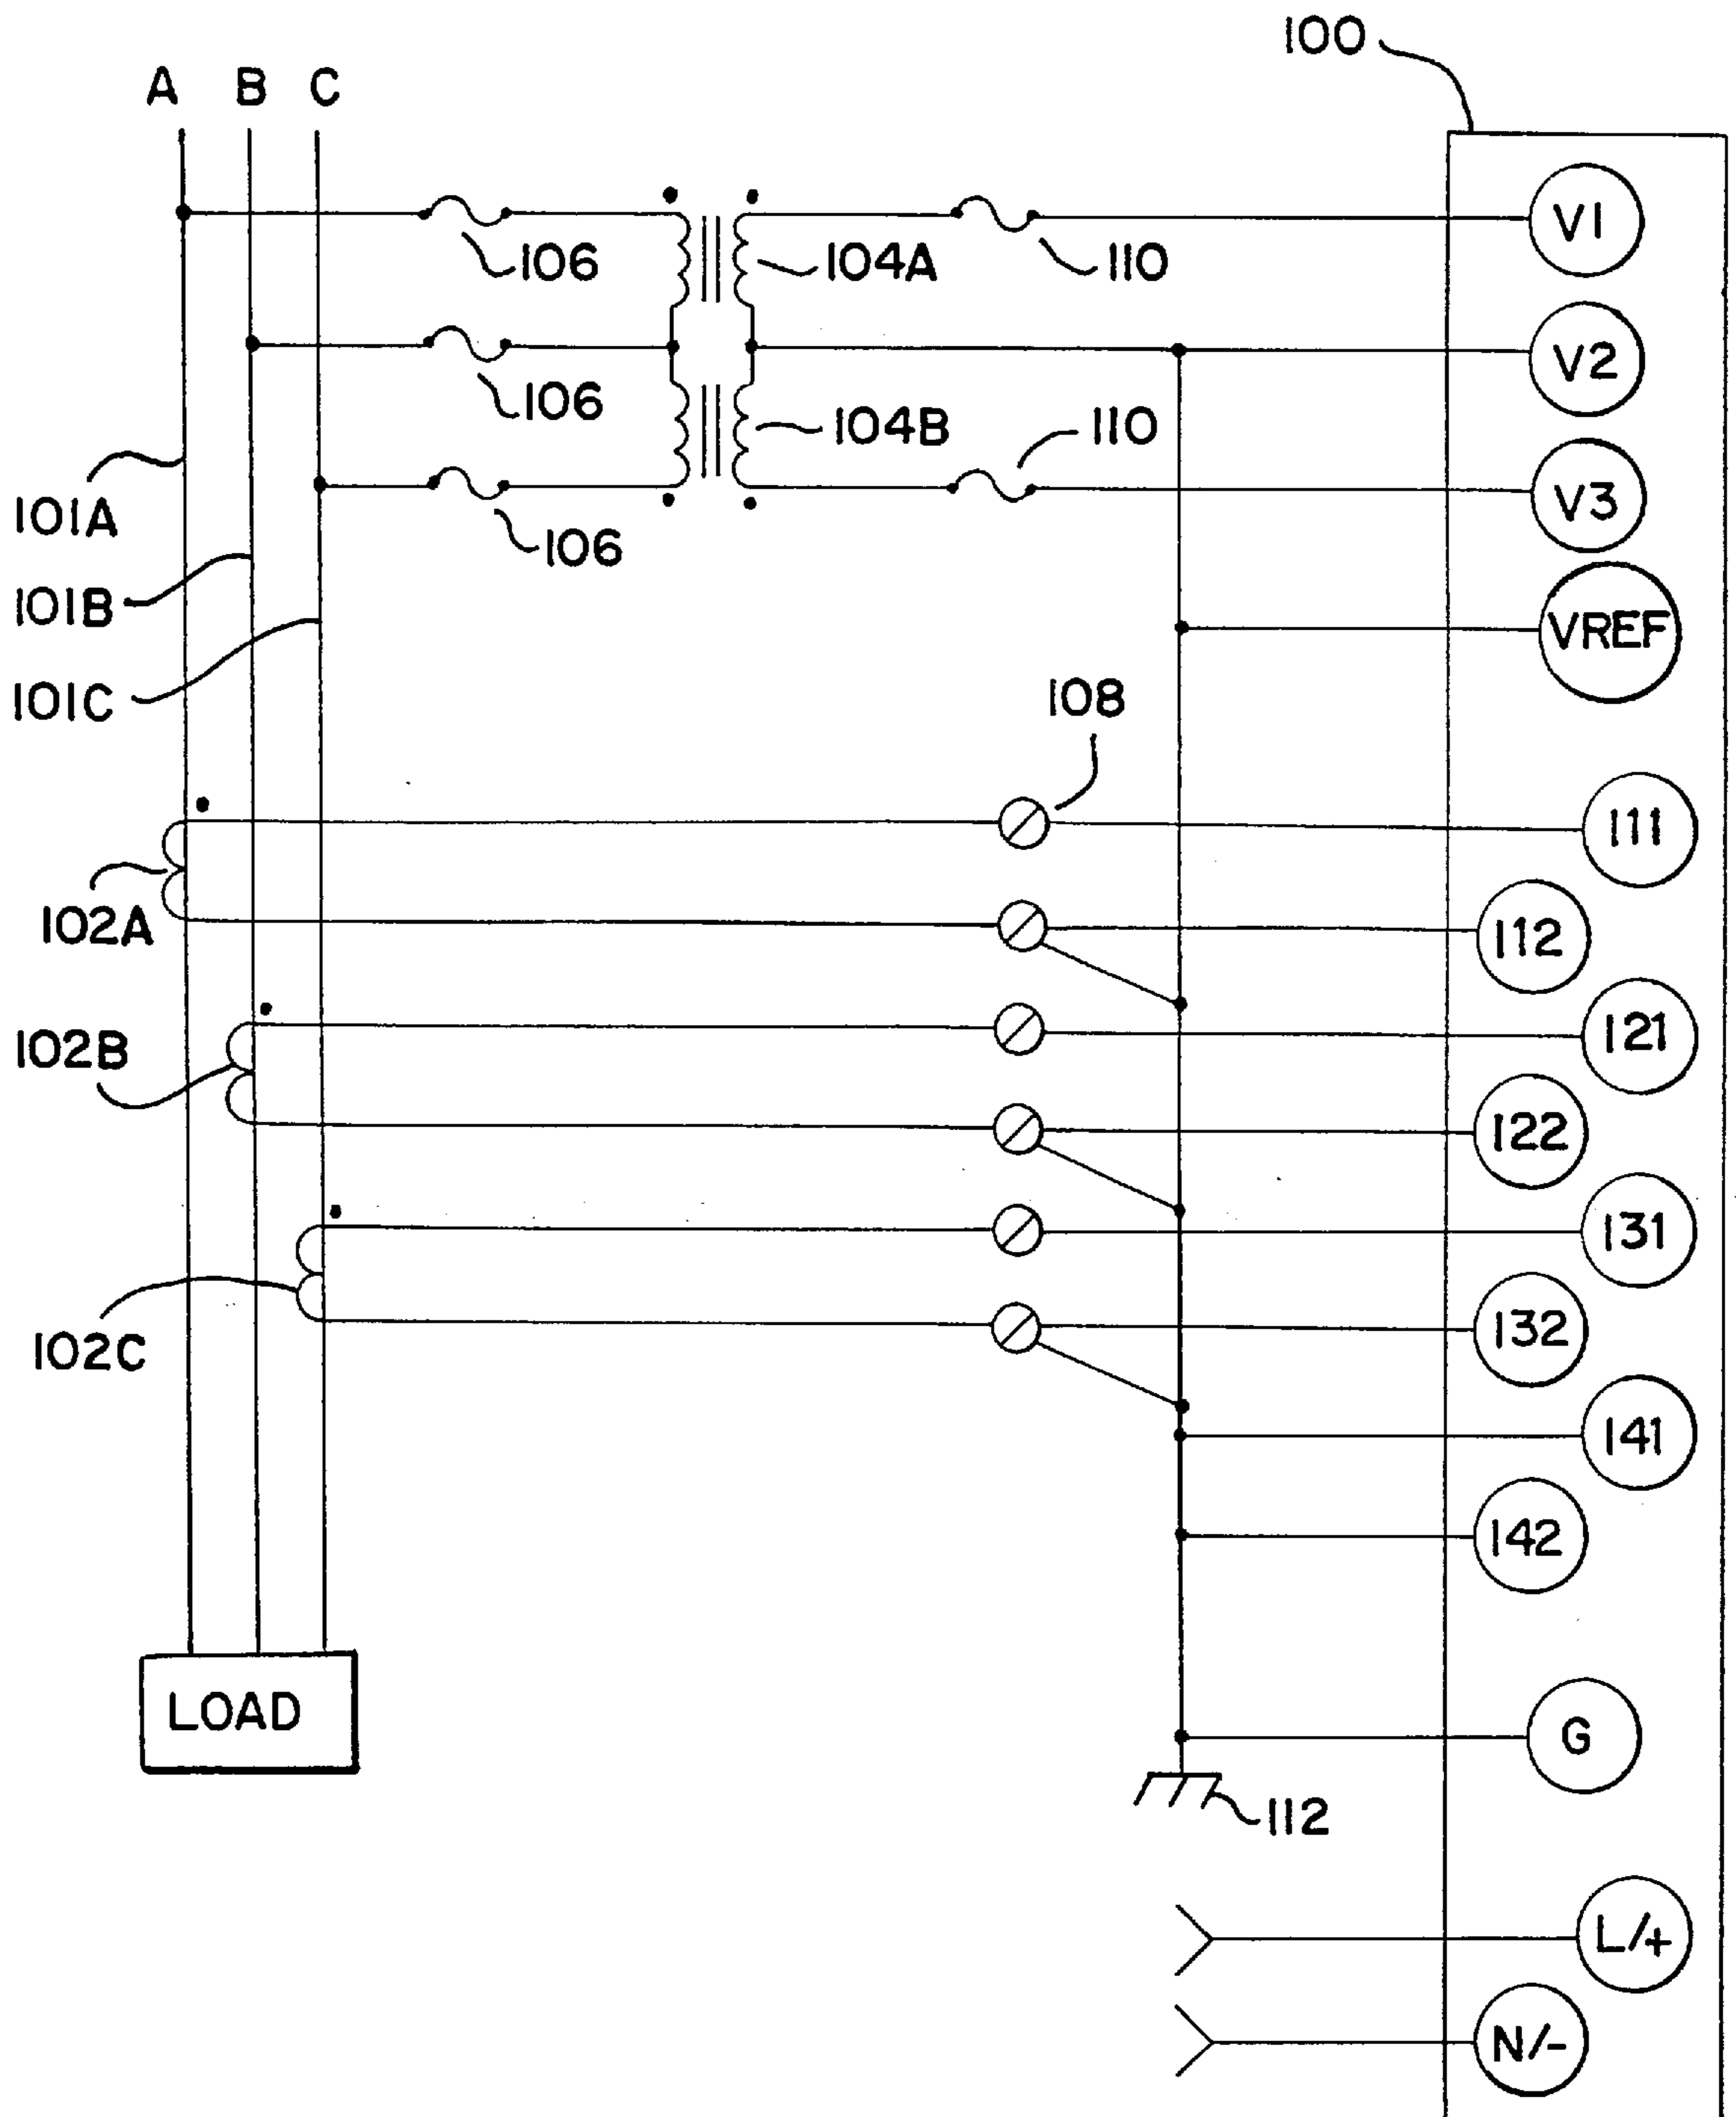 100
A B C
V1
106 104A 110
V2
106
104B 110
V3
101A
106
101B
VREF
101C
108
111
102A
112
121
102B
122
131
132
102C
141
142
LOAD
G
112
L/+
N/-